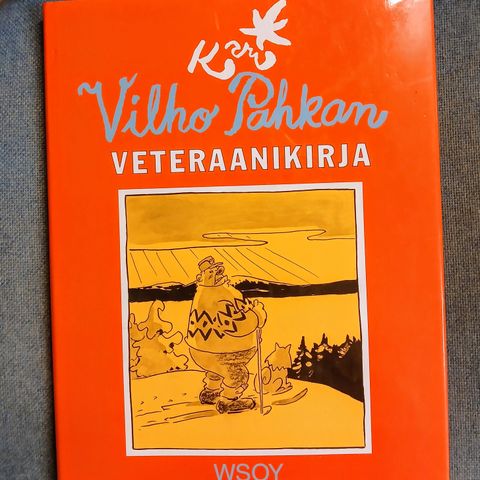 Kari
Vilho Pahkan
VETERAANIKIRJA
WSOY